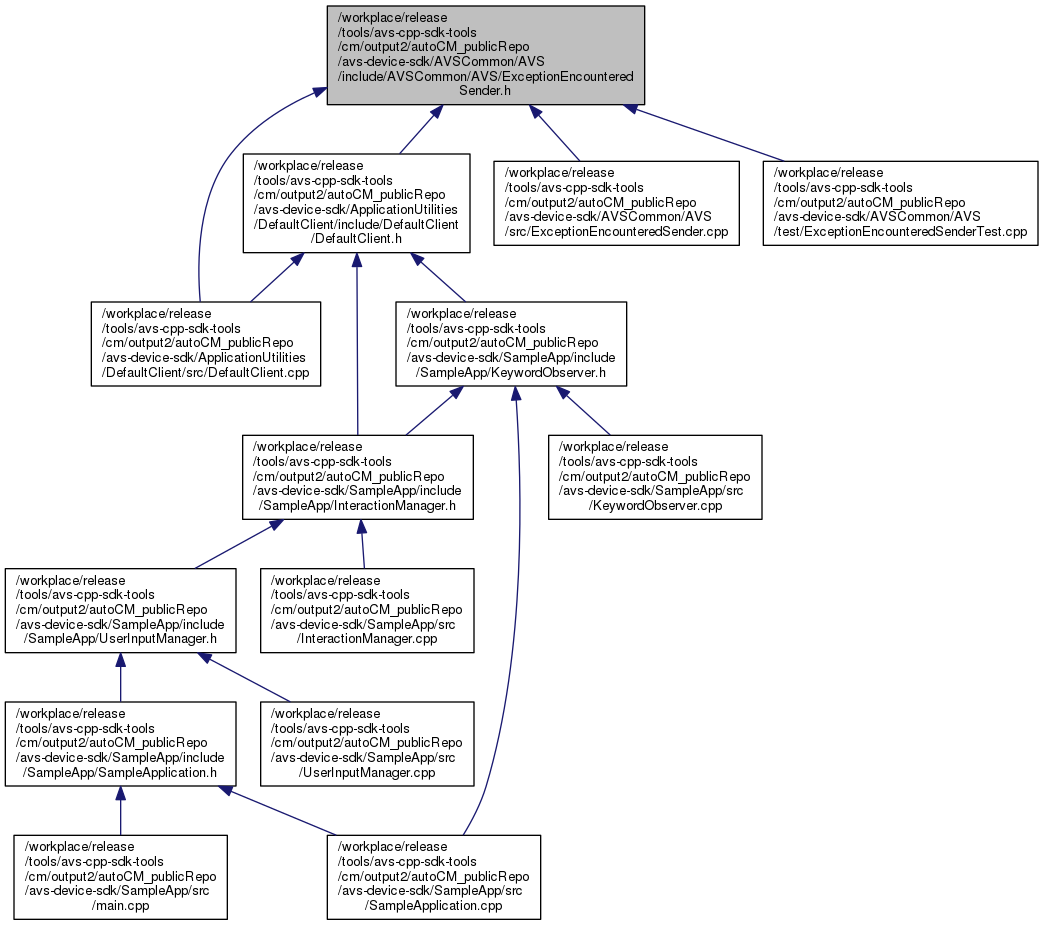 /workplace/release
/tools/avs-cpp-sdk-tools
/cm/output2/autoCM_publicRepo
/avs-device-sdk/AVSCommon/AVS
/include/AVSCommon/AVS/ExceptionEncountered
Sender.h
/workplace/release
/tools/avs-cpp-sdk-tools
/cm/output2/autoCM_publicRepo
/avs-device-sdk/ApplicationUtilities
/DefaultClient/include/DefaultClient
/DefaultClient.h
/workplace/release
/tools/avs-cpp-sdk-tools
/cm/output2/autoCM_publicRepo
/avs-device-sdk/AVSCommon/AVS
/src/ExceptionEncounteredSender.cpp
/workplace/release
/tools/avs-cpp-sdk-tools
/cm/output2/autoCM_publicRepo
/avs-device-sdk/AVSCommon/AVS
/test/ExceptionEncounteredSenderTest.cpp
/workplace/release
/tools/avs-cpp-sdk-tools
/cm/output2/autoCM_publicRepo
/avs-device-sdk/ApplicationUtilities
/DefaultClient/src/DefaultClient.cpp
/workplace/release
/tools/avs-cpp-sdk-tools
/cm/output2/autoCM_publicRepo
/avs-device-sdk/SampleApp/include
/SampleApp/KeywordObserver.h
/workplace/release
/tools/avs-cpp-sdk-tools
/cm/output2/autoCM_publicRepo
/avs-device-sdk/SampleApp/include
/SampleApp/InteractionManager.h
/workplace/release
/tools/avs-cpp-sdk-tools
/cm/output2/autoCM_publicRepo
/avs-device-sdk/SampleApp/src
/KeywordObserver.cpp
/workplace/release
/tools/avs-cpp-sdk-tools
/cm/output2/autoCM_publicRepo
/avs-device-sdk/SampleApp/include
/SampleApp/UserInputManager.h
/workplace/release
/tools/avs-cpp-sdk-tools
/cm/output2/autoCM_publicRepo
/avs-device-sdk/SampleApp/src
/InteractionManager.cpp
/workplace/release
/tools/avs-cpp-sdk-tools
/cm/output2/autoCM_publicRepo
/avs-device-sdk/SampleApp/include
/SampleApp/SampleApplication.h
/workplace/release
/tools/avs-cpp-sdk-tools
/cm/output2/autoCM_publicRepo
/avs-device-sdk/SampleApp/src
/UserInputManager.cpp
/workplace/release
/tools/avs-cpp-sdk-tools
/cm/output2/autoCM_publicRepo
/avs-device-sdk/SampleApp/src
/main.cpp
/workplace/release
/tools/avs-cpp-sdk-tools
/cm/output2/autoCM_publicRepo
/avs-device-sdk/SampleApp/src
/SampleApplication.cpp